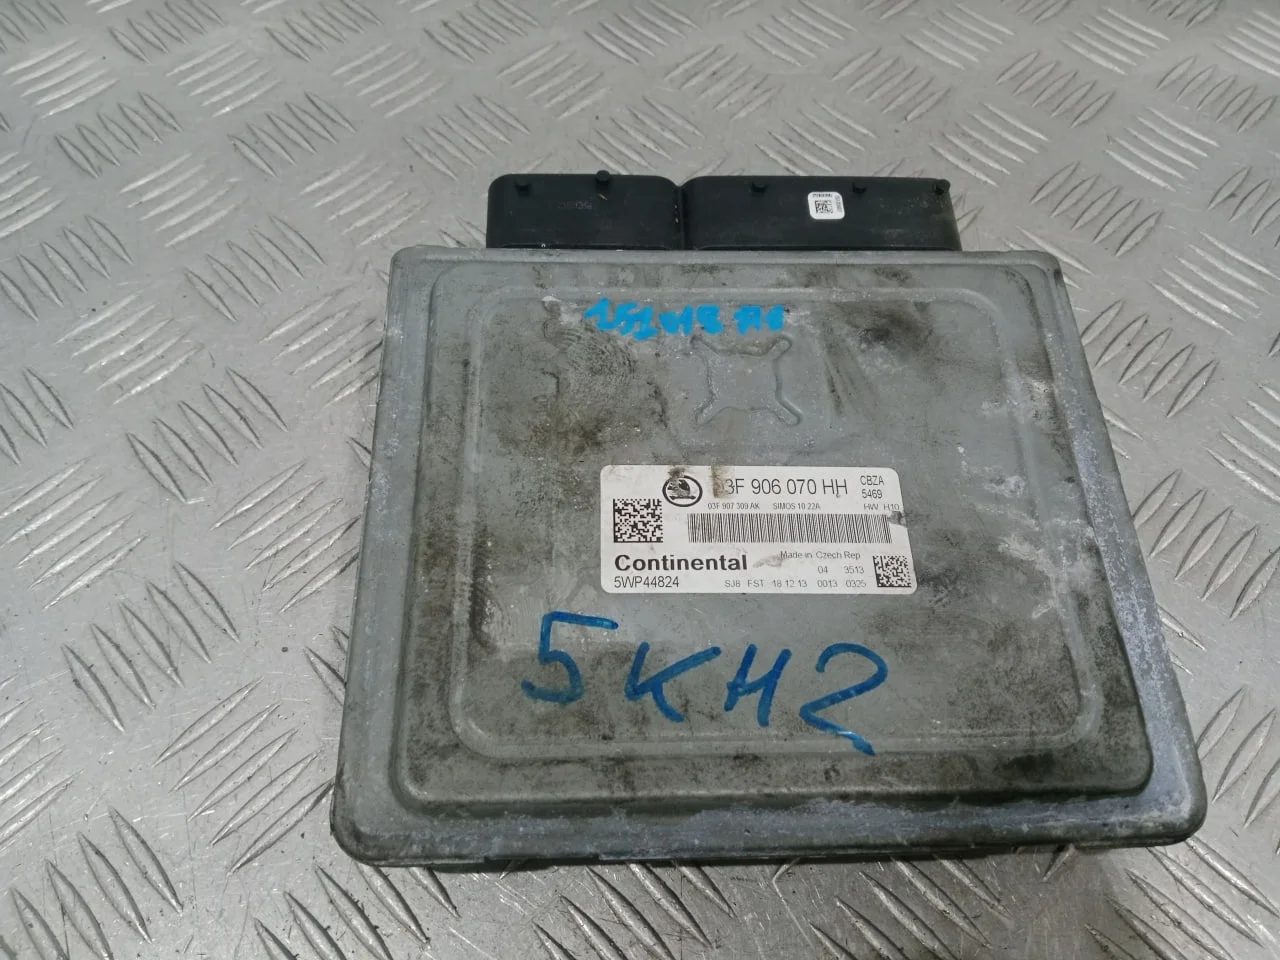 3F 906 070 HH
CBZA
5469
03F 907 309 AK SIMOS 10 22A HW H10
Continental
Made in Czech Rep
5WP44824
04 3513
SJ8 FST 18 12 13 0013 0325
5KH2